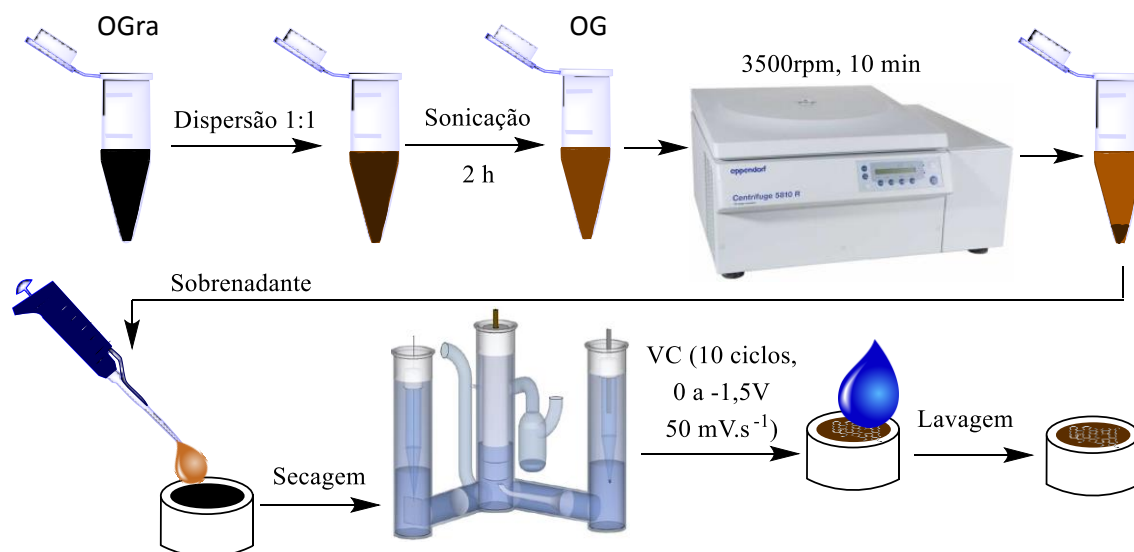 OGra
OG
3500rpm, 10 min
Dispersão 1:1
Sonicação
2 h
eppendorf
Centrifuge 5810 R
Sobrenadante
VC (10 ciclos,
0 a -1,5V
50 mV.s⁻¹)
Lavagem
Secagem